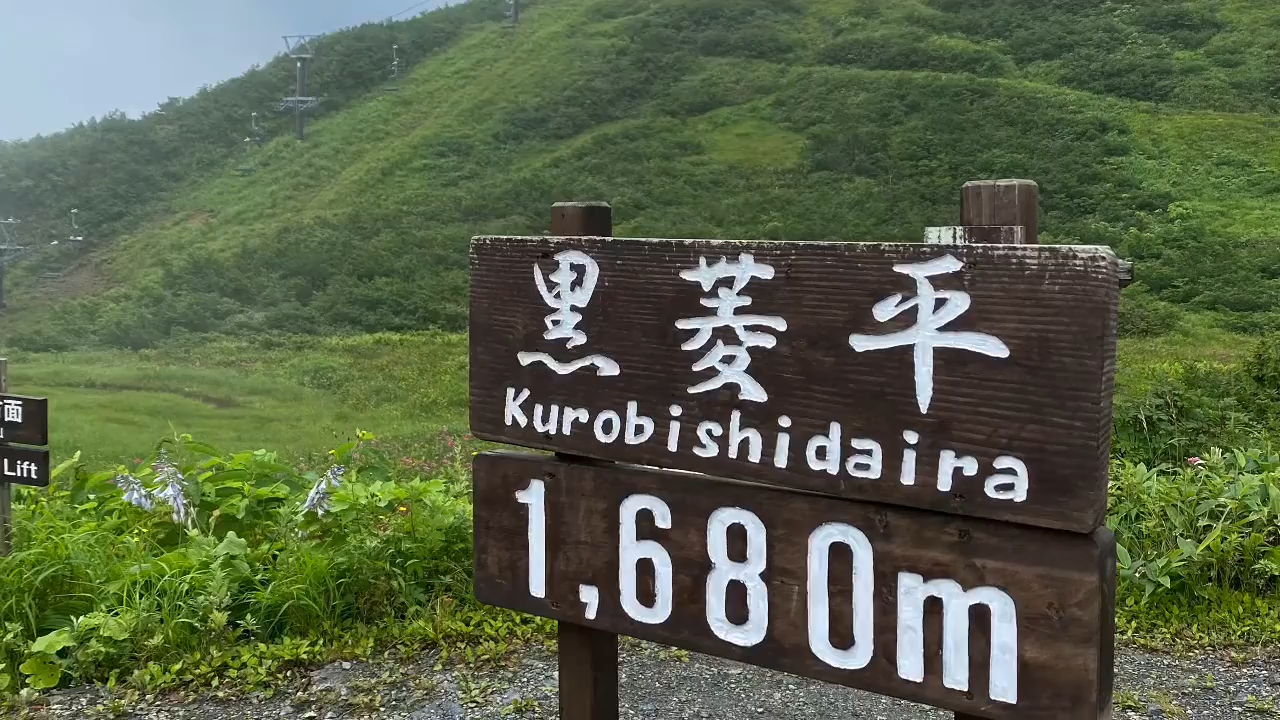 黒菱平
Kurobishidaira
1,680m
面
Lift